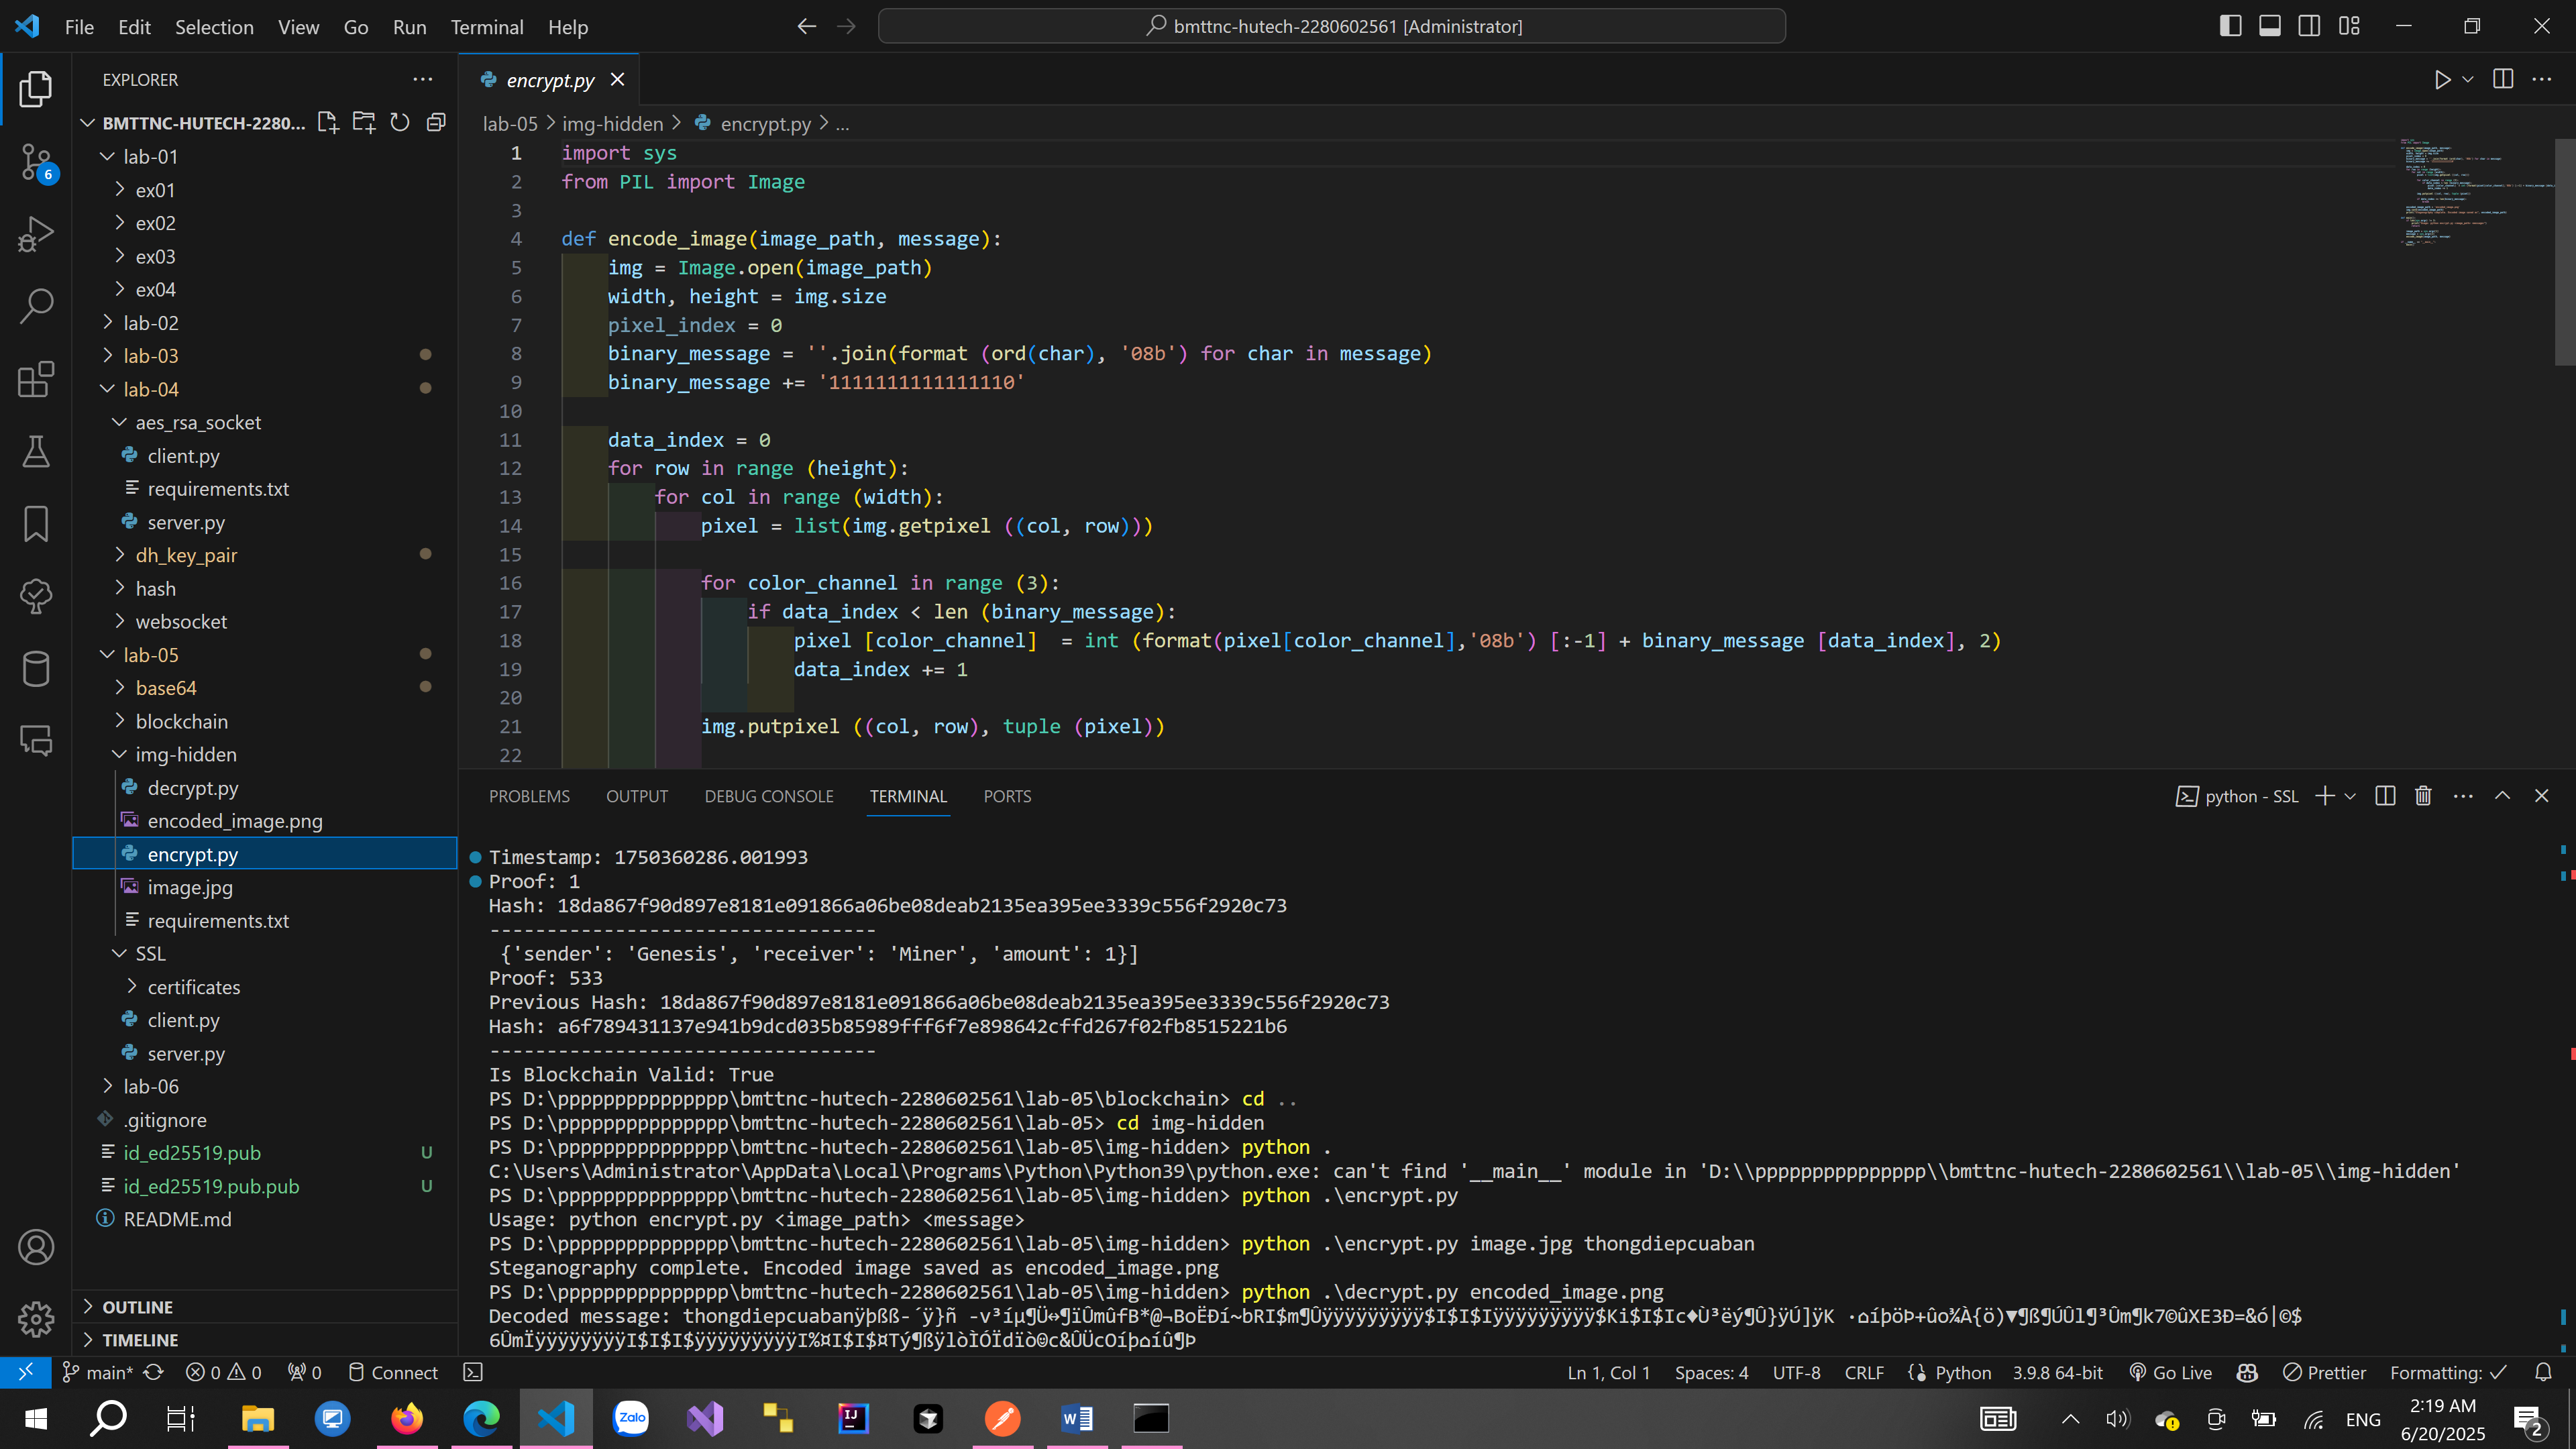 File Edit Selection View Go Run Terminal Help
bmttnc-hutech-2280602561 [Administrator]
EXPLORER
BMTTNC-HUTECH-2280...
lab-01
ex01
ex02
ex03
ex04
lab-02
lab-03
lab-04
aes_rsa_socket
client.py
requirements.txt
server.py
dh_key_pair
hash
websocket
lab-05
base64
blockchain
img-hidden
decrypt.py
encoded_image.png
encrypt.py
image.jpg
requirements.txt
SSL
certificates
client.py
server.py
lab-06
.gitignore
id_ed25519.pub U
id_ed25519.pub.pub U
README.md
OUTLINE
TIMELINE
6
encrypt.py
lab-05 > img-hidden > encrypt.py > ...
1 import sys
2 from PIL import Image
3
4 def encode_image(image_path, message):
5 img = Image.open(image_path)
6 width, height = img.size
7 pixel_index = 0
8 binary_message = ''.join(format (ord(char), '08b') for char in message)
9 binary_message += '1111111111111110'
10
11 data_index = 0
12 for row in range (height):
13 for col in range (width):
14 pixel = list(img.getpixel ((col, row)))
15
16 for color_channel in range (3):
17 if data_index < len (binary_message):
18 pixel [color_channel]  = int (format(pixel[color_channel],'08b') [:-1] + binary_message [data_index], 2)
19 data_index += 1
20
21 img.putpixel ((col, row), tuple (pixel))
22
PROBLEMS OUTPUT DEBUG CONSOLE TERMINAL PORTS
python - SSL
Timestamp: 1750360286.001993
Proof: 1
Hash: 18da867f90d897e8181e091866a06be08deab2135ea395ee3339c556f2920c73
----------------------------------
{'sender': 'Genesis', 'receiver': 'Miner', 'amount': 1}]
Proof: 533
Previous Hash: 18da867f90d897e8181e091866a06be08deab2135ea395ee3339c556f2920c73
Hash: a6f789431137e941b9dcd035b85989fff6f7e898642cffd267f02fb8515221b6
----------------------------------
Is Blockchain Valid: True
PS D:\ppppppppppppppp\bmttnc-hutech-2280602561\lab-05\blockchain> cd ..
PS D:\ppppppppppppppp\bmttnc-hutech-2280602561\lab-05> cd img-hidden
PS D:\ppppppppppppppp\bmttnc-hutech-2280602561\lab-05\img-hidden> python .
C:\Users\Administrator\AppData\Local\Programs\Python\Python39\python.exe: can't find '__main__' module in 'D:\\ppppppppppppppp\\bmttnc-hutech-2280602561\\lab-05\\img-hidden'
PS D:\ppppppppppppppp\bmttnc-hutech-2280602561\lab-05\img-hidden> python .\encrypt.py
Usage: python encrypt.py <image_path> <message>
PS D:\ppppppppppppppp\bmttnc-hutech-2280602561\lab-05\img-hidden> python .\encrypt.py image.jpg thongdiepcuaban
Steganography complete. Encoded image saved as encoded_image.png
PS D:\ppppppppppppppp\bmttnc-hutech-2280602561\lab-05\img-hidden> python .\decrypt.py encoded_image.png
Decoded message:
main* 0 0 0 Connect
Ln 1, Col 1 Spaces: 4 UTF-8 CRLF Python 3.9.8 64-bit Go Live Prettier Formatting:
Zalo
ENG
2:19 AM
6/20/2025
2